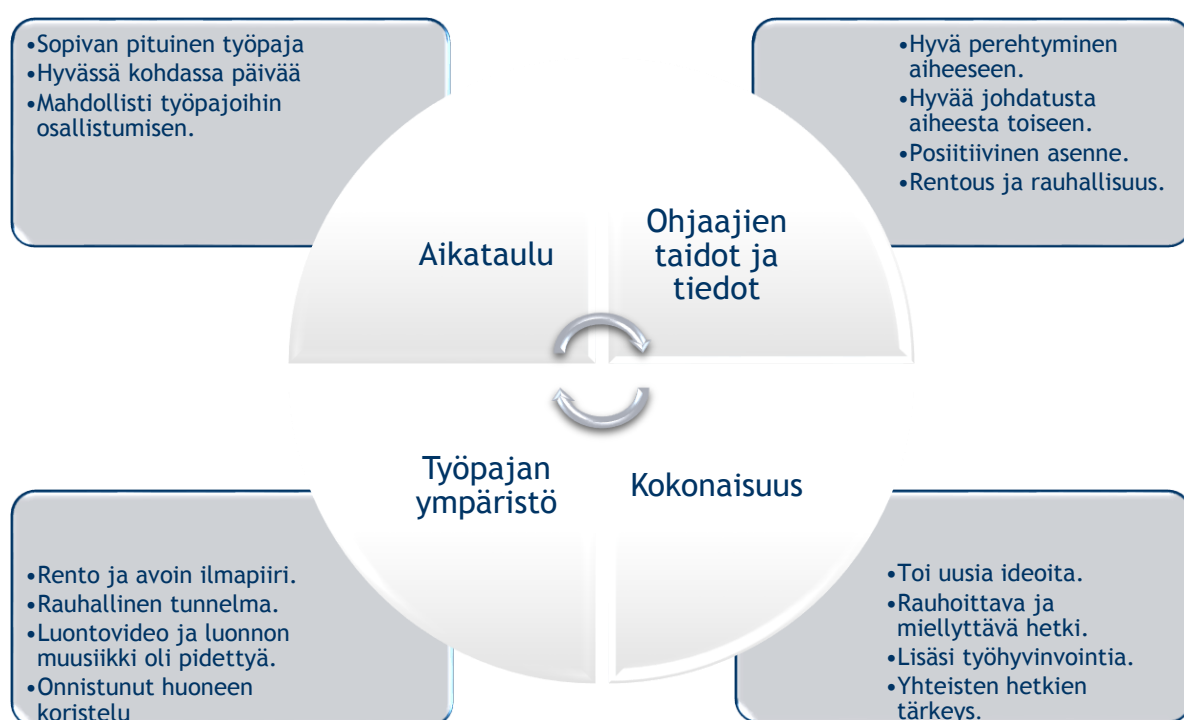 •Sopivan pituinen työpaja
•Hyvässä kohdassa päivää
•Mahdollisti työpajoihin
osallistumisen.
•Hyvä perehtyminen
aiheeseen.
•Hyvää johdatusta
aiheesta toiseen.
•Posiitiivinen asenne.
•Rentous ja rauhallisuus.
Aikataulu
Ohjaajien
taidot ja
tiedot
Työpajan
ympäristö
Kokonaisuus
•Rento ja avoin ilmapiiri.
•Rauhallinen tunnelma.
•Luontovideo ja luonnon
muusiikki oli pidettyä.
•Onnistunut huoneen
koristelu
•Toi uusia ideoita.
•Rauhoittava ja
miellyttävä hetki.
•Lisäsi työhyvinvointia.
•Yhteisten hetkien
tärkeys.